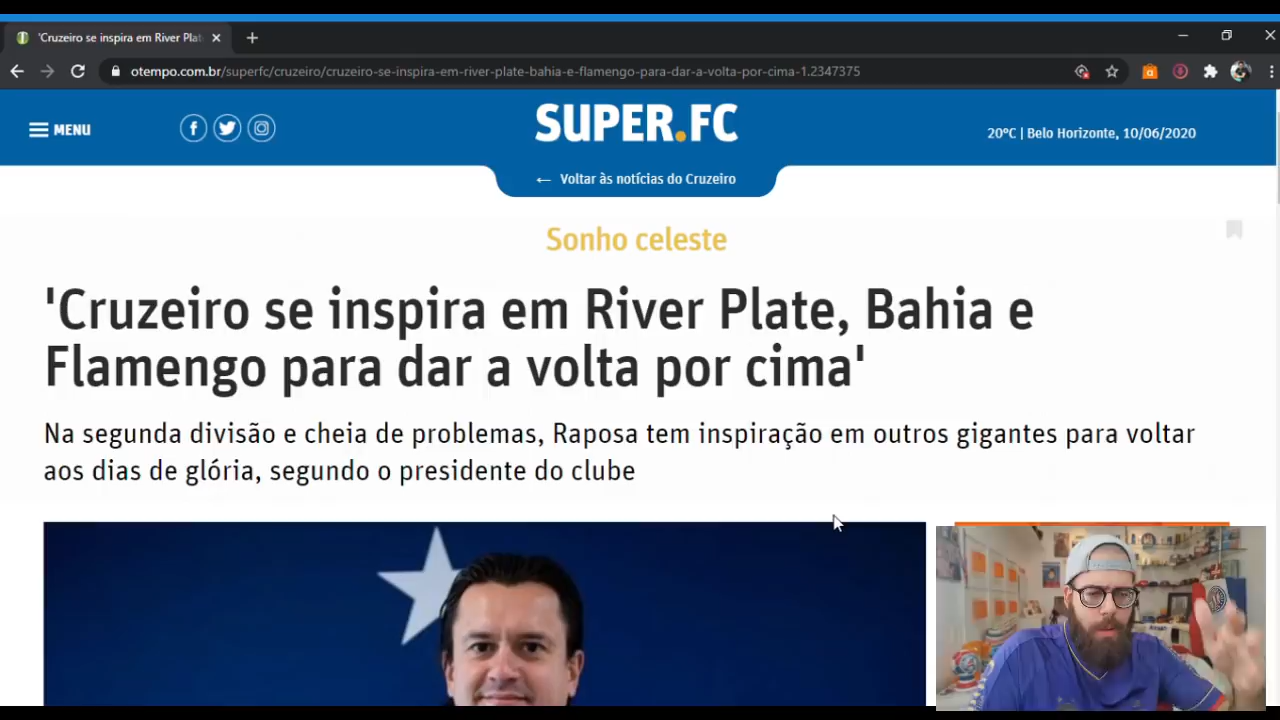 'Cruzeiro se inspira em River Plat
otempo.com.br/superfc/cruzeiro/cruzeiro-se-inspira-em-river-plate-bahia-e-flamengo-para-dar-a-volta-por-cima-1.2347375
MENU
SUPER.FC
20ºC | Belo Horizonte, 10/06/2020
← Voltar às notícias do Cruzeiro
Sonho celeste
'Cruzeiro se inspira em River Plate, Bahia e
Flamengo para dar a volta por cima'
Na segunda divisão e cheia de problemas, Raposa tem inspiração em outros gigantes para voltar
aos dias de glória, segundo o presidente do clube